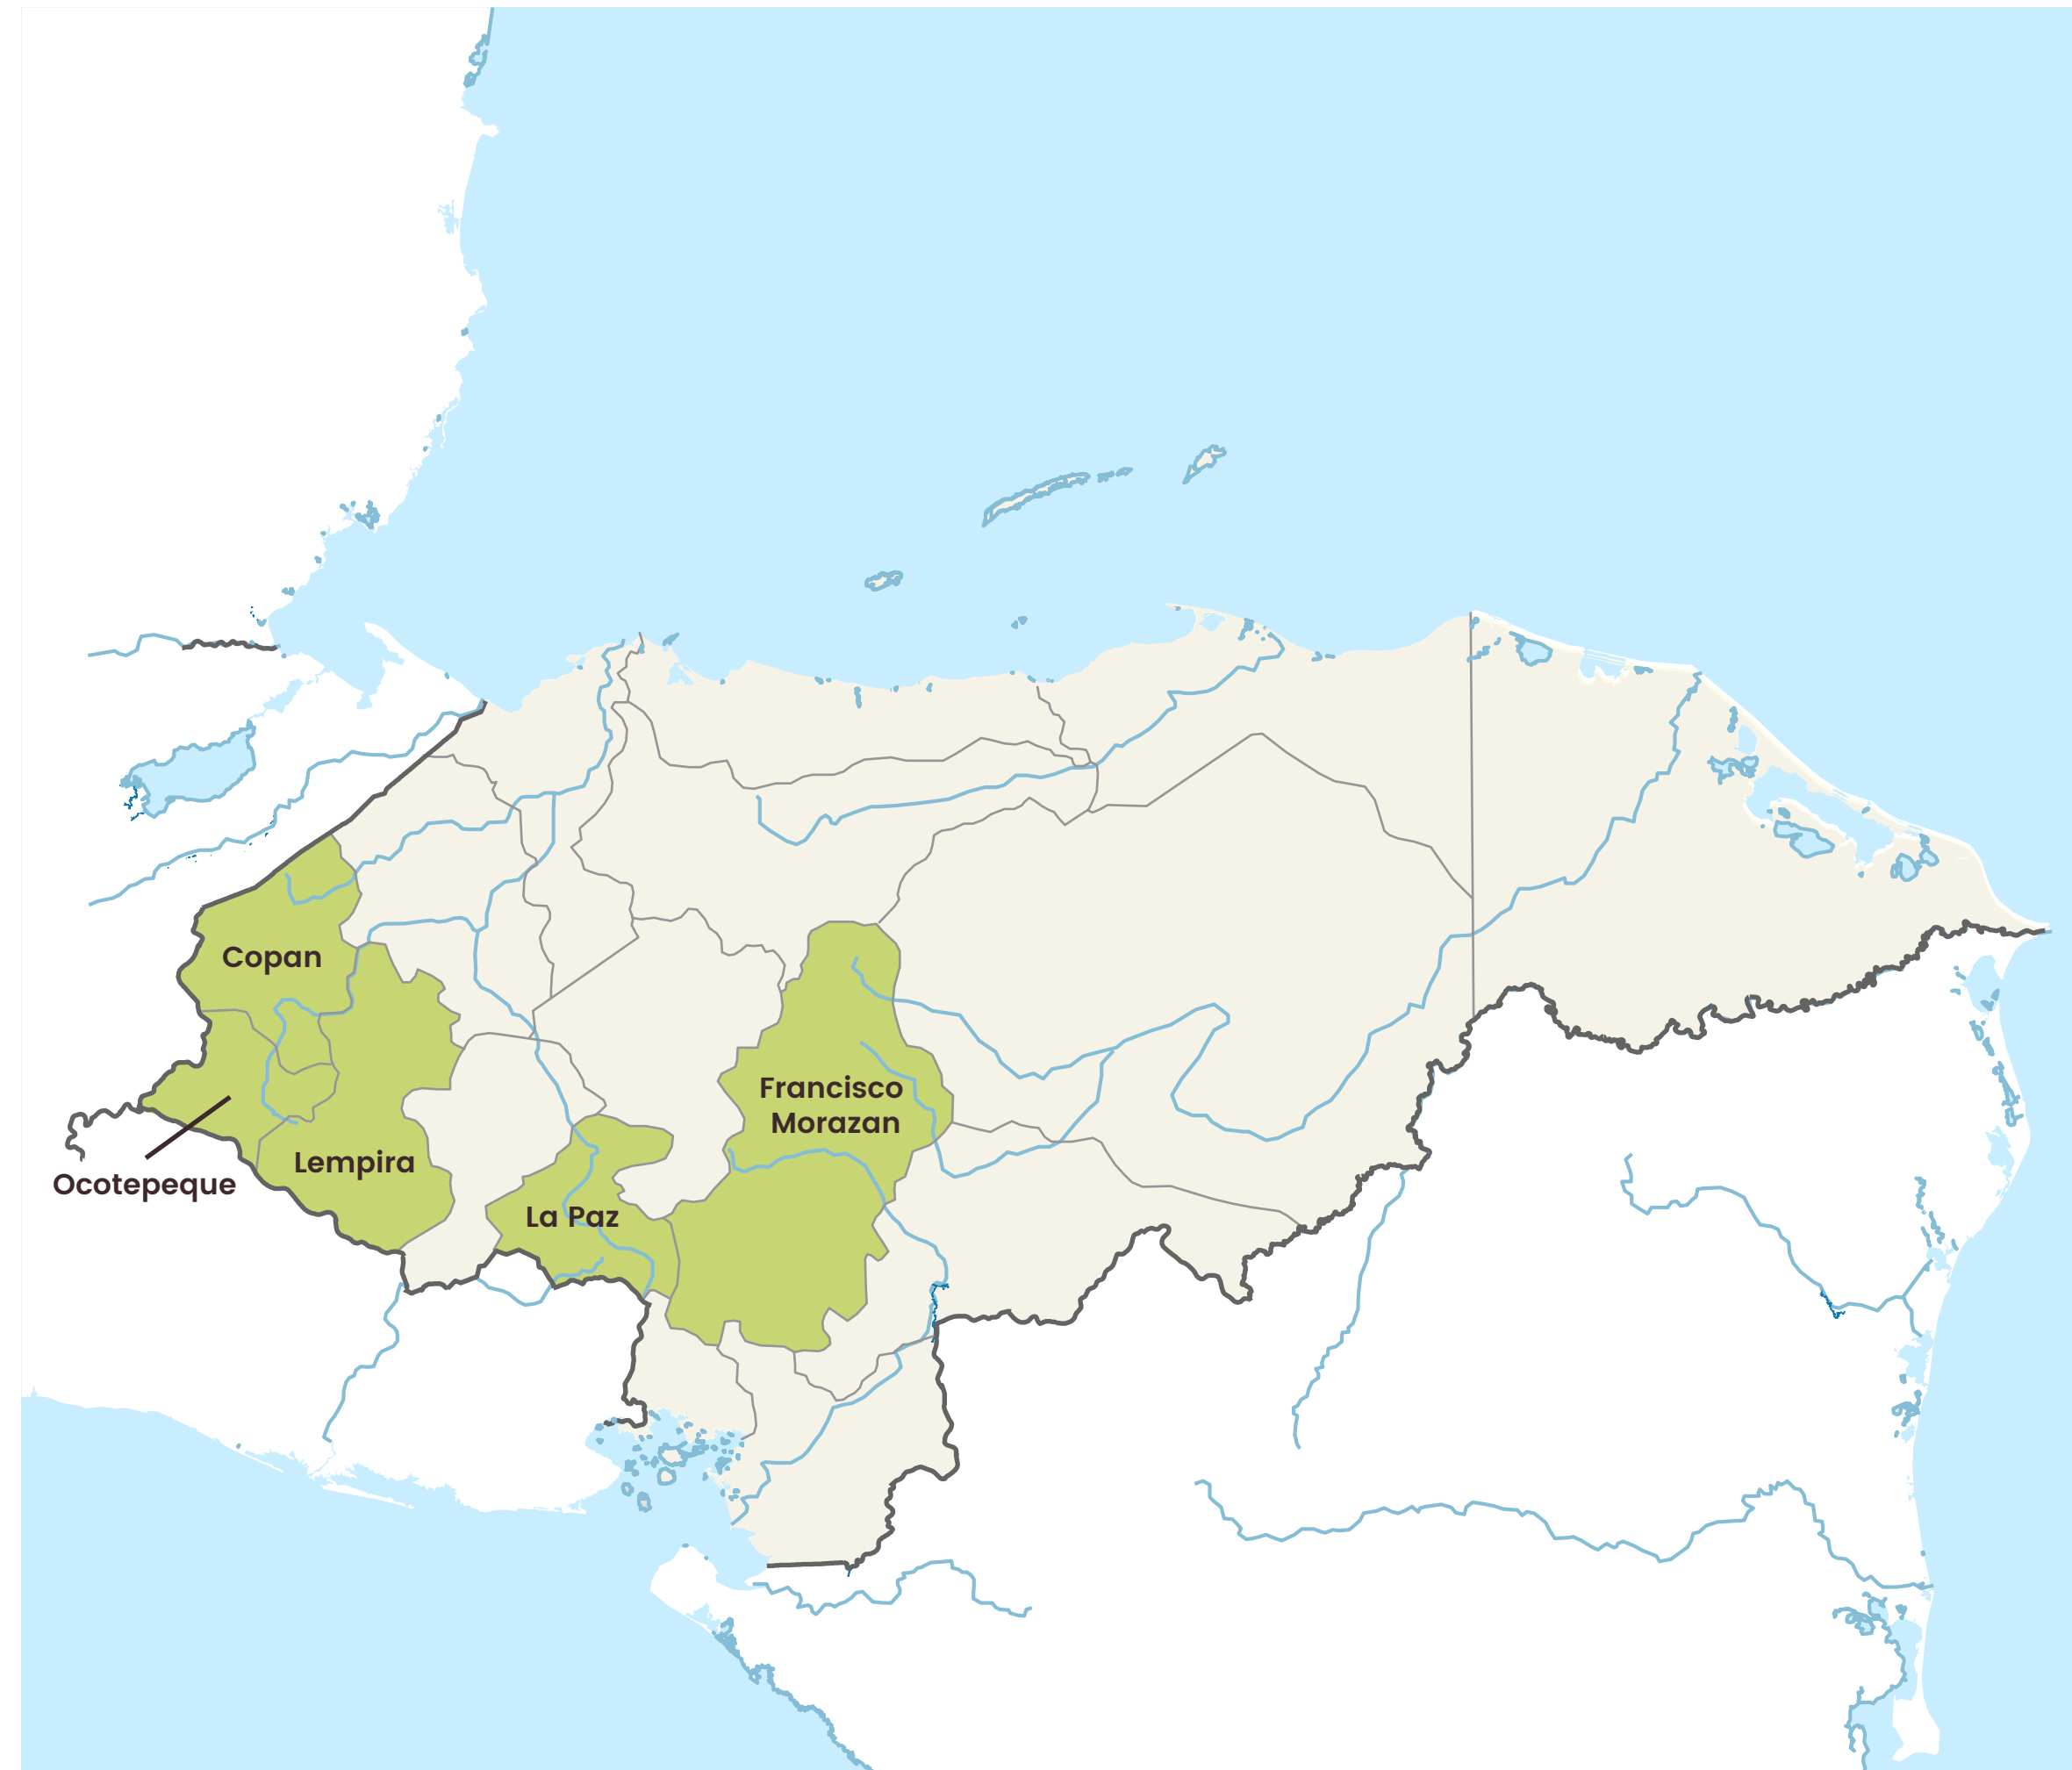 Copan
Francisco
Morazan
Lempira
Ocotepeque
La Paz